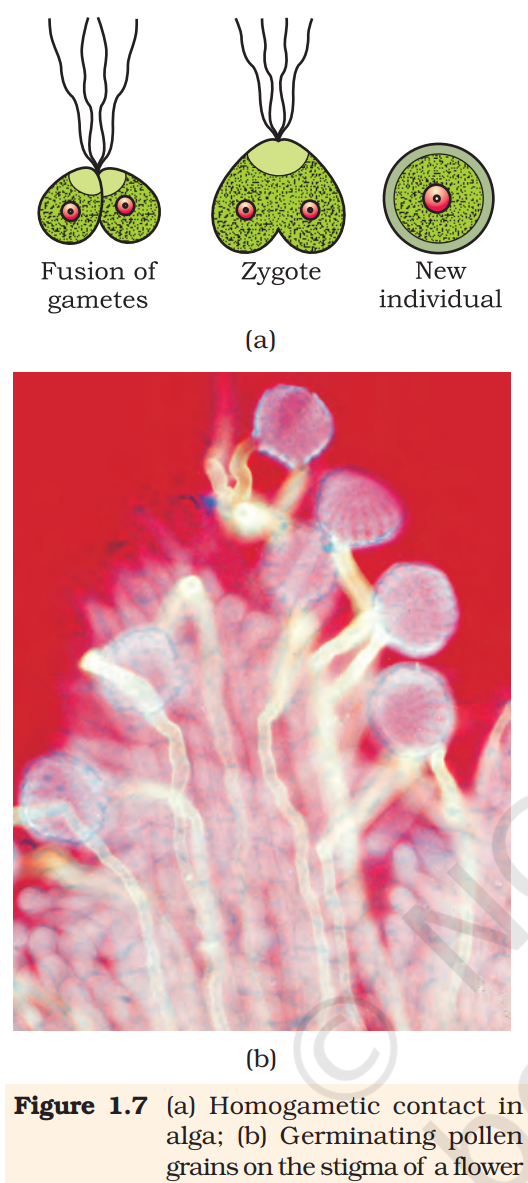 Fusion of
gametes
Zygote
New
individual
(a)
(b)
Figure 1.7 (a) Homogametic contact in
alga; (b) Germinating pollen
grains on the stigma of a flower
©